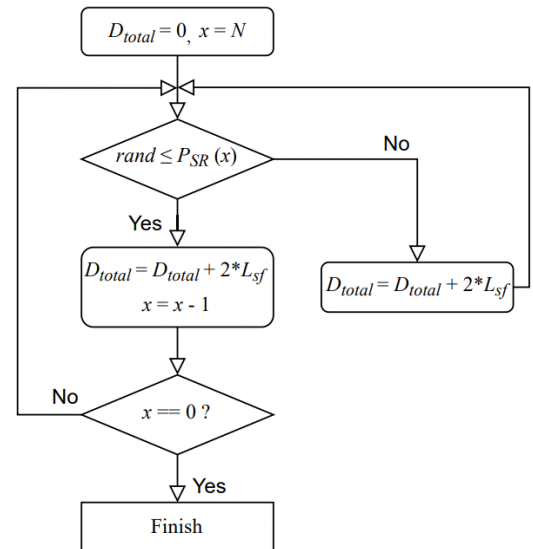 D_total = 0, x = N
rand ≤ P_SR (x)
No
Yes
D_total = D_total + 2*L_sf
x = x - 1
D_total = D_total + 2*L_sf
No
x == 0 ?
Yes
Finish